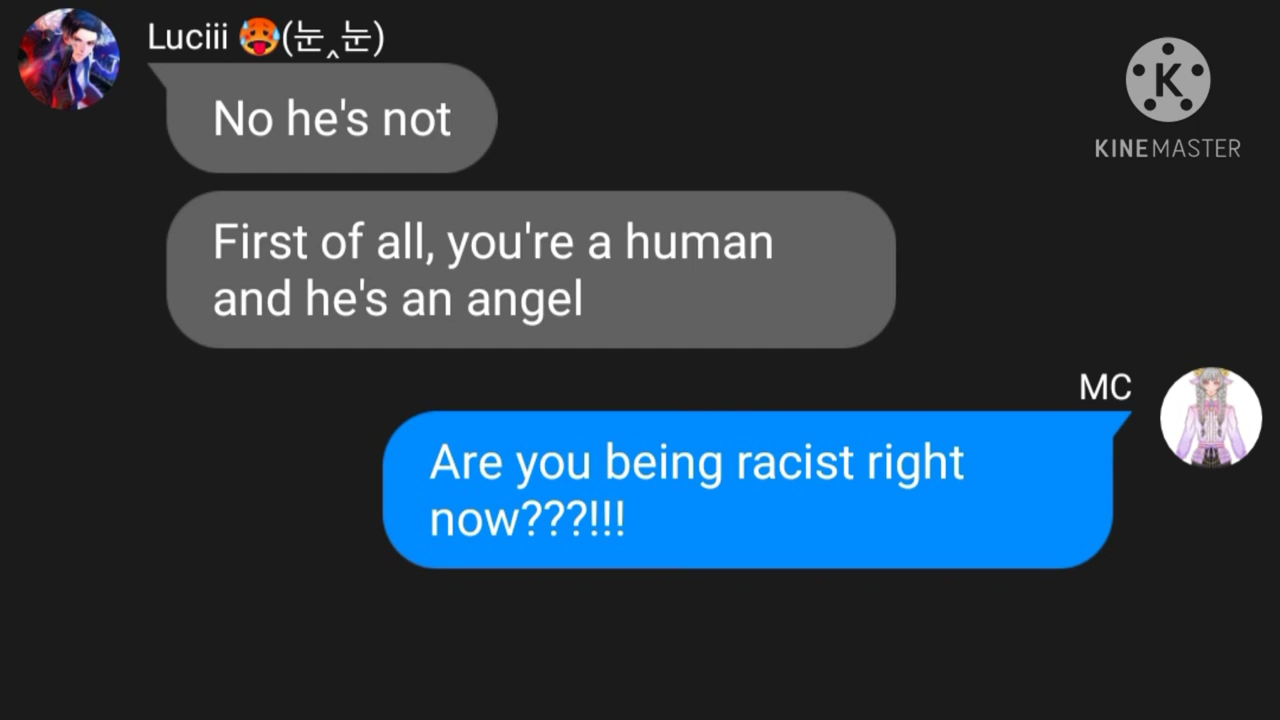 Luciii 🥵(눈‸눈)
No he's not
First of all, you're a human
and he's an angel
MC
Are you being racist right
now???!!!
K
KINEMASTER